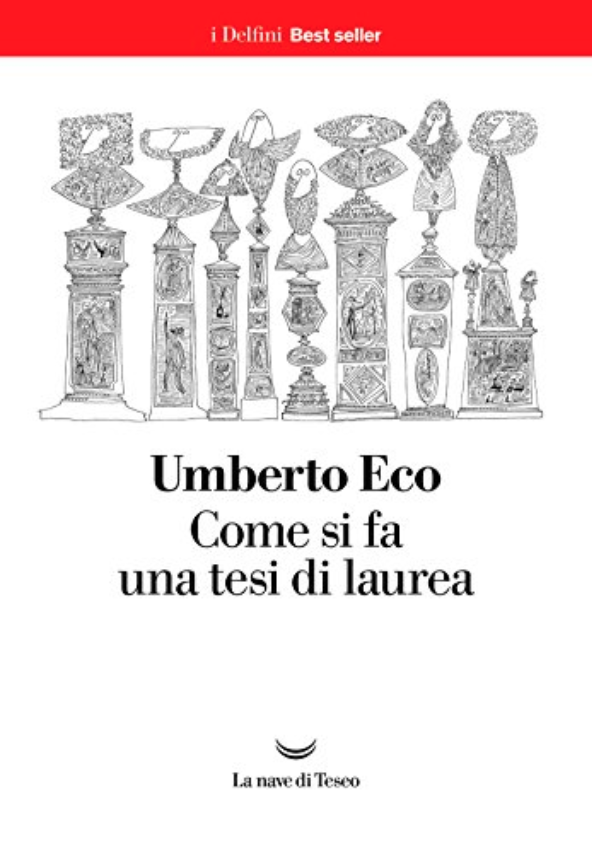 i Delfini Best seller
Umberto Eco
Come si fa
una tesi di laurea
La nave di Teseo